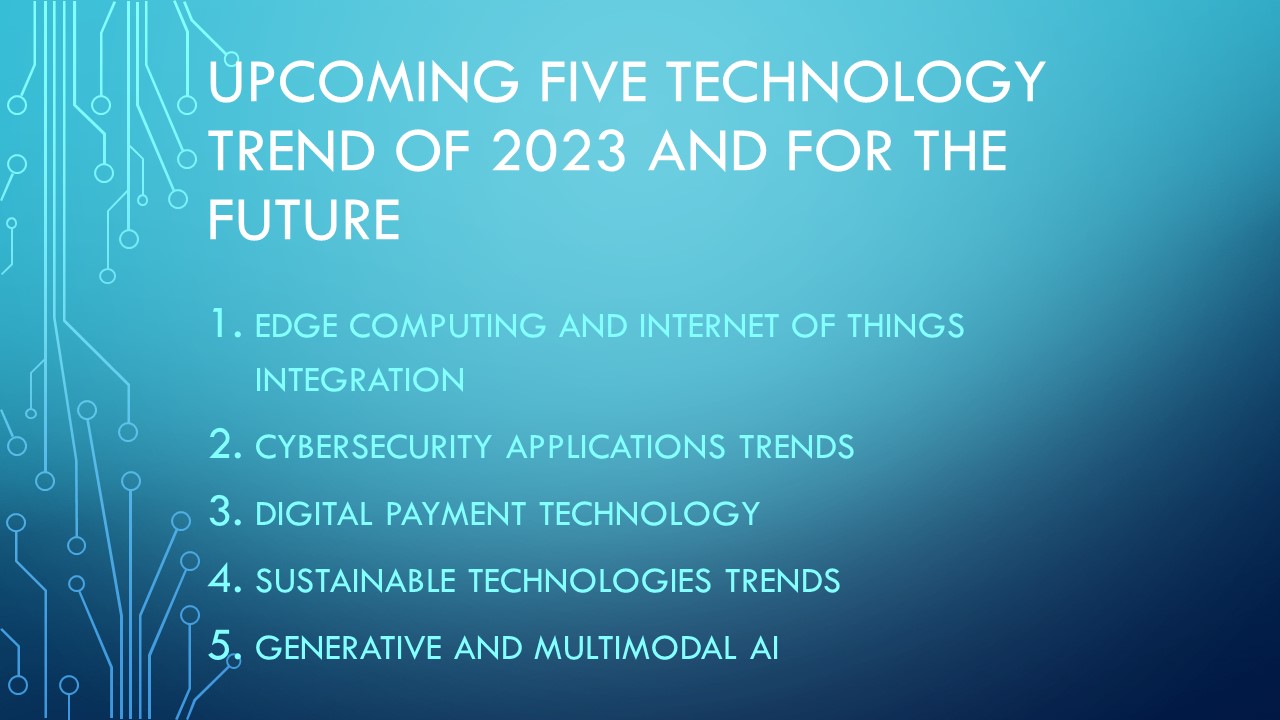 UPCOMING FIVE TECHNOLOGY
TREND OF 2023 AND FOR THE
FUTURE
1. EDGE COMPUTING AND INTERNET OF THINGS
INTEGRATION
2. CYBERSECURITY APPLICATIONS TRENDS
3. DIGITAL PAYMENT TECHNOLOGY
4. SUSTAINABLE TECHNOLOGIES TRENDS
5. GENERATIVE AND MULTIMODAL AI